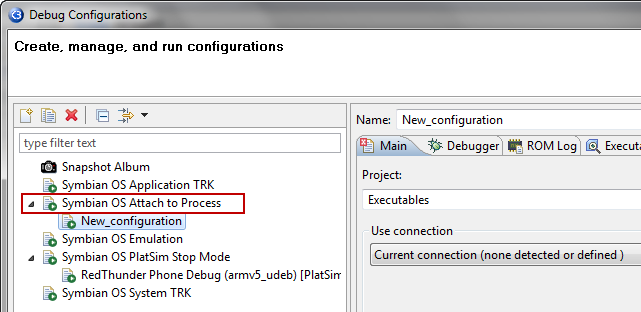 Debug Configurations
Create, manage, and run configurations
type filter text
Snapshot Album
Symbian OS Application TRK
Symbian OS Attach to Process
New_configuration
Symbian OS Emulation
Symbian OS PlatSim Stop Mode
RedThunder Phone Debug (armv5_udeb) [PlatSim
Symbian OS System TRK
Name: New_configuration
Main Debugger ROM Log Executa
Project:
Executables
Use connection
Current connection (none detected or defined )